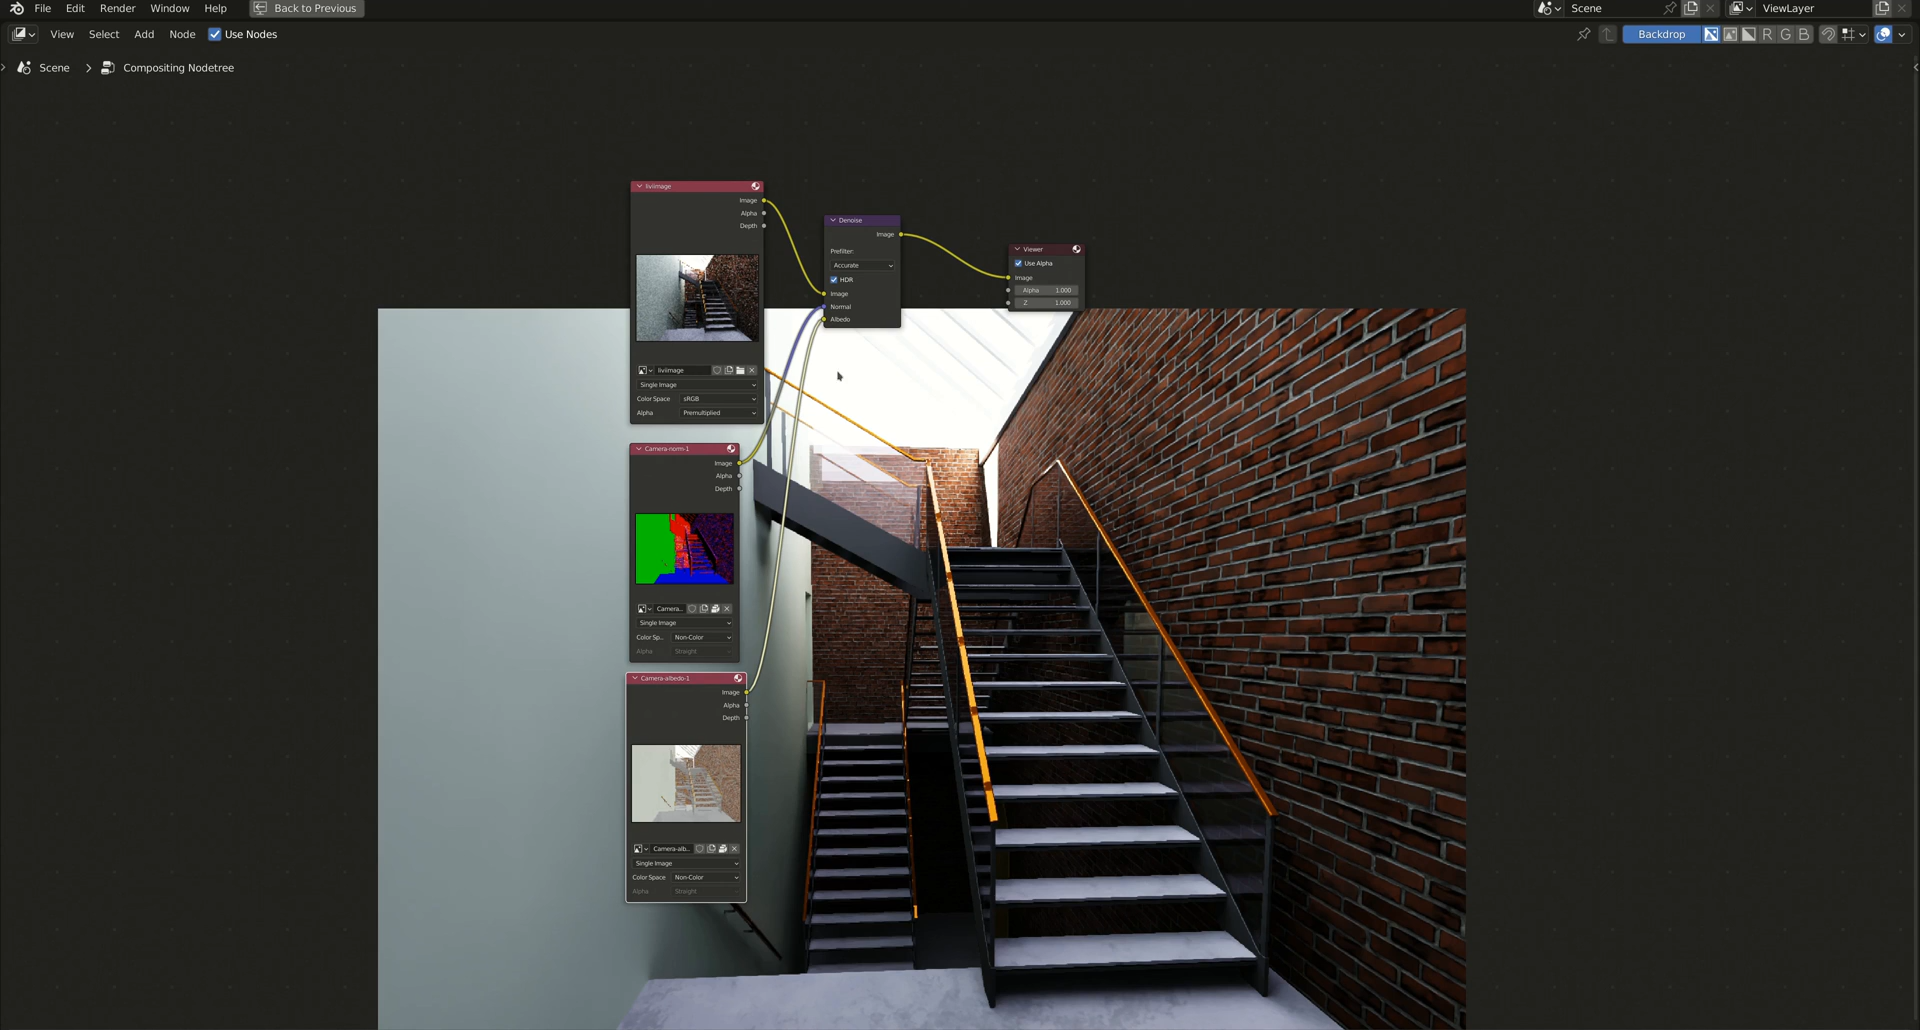 File Edit Render Window Help Back to Previous Scene ViewLayer
View Select Add Node Use Nodes Backdrop R G B
Scene Compositing Nodetree
liviimage
Image
Alpha
Depth
liviimage
Single Image
Color Space sRGB
Alpha Premultiplied
Denoise
Image
Prefilter:
Accurate
HDR
Image
Normal
Albedo
Viewer
Use Alpha
Image
Alpha 1.000
Z 1.000
Camera-norm-1
Image
Alpha
Depth
Camera...
Single Image
Color Sp... Non-Color
Alpha Straight
Camera-albedo-1
Image
Alpha
Depth
Camera-alb...
Single Image
Color Space Non-Color
Alpha Straight